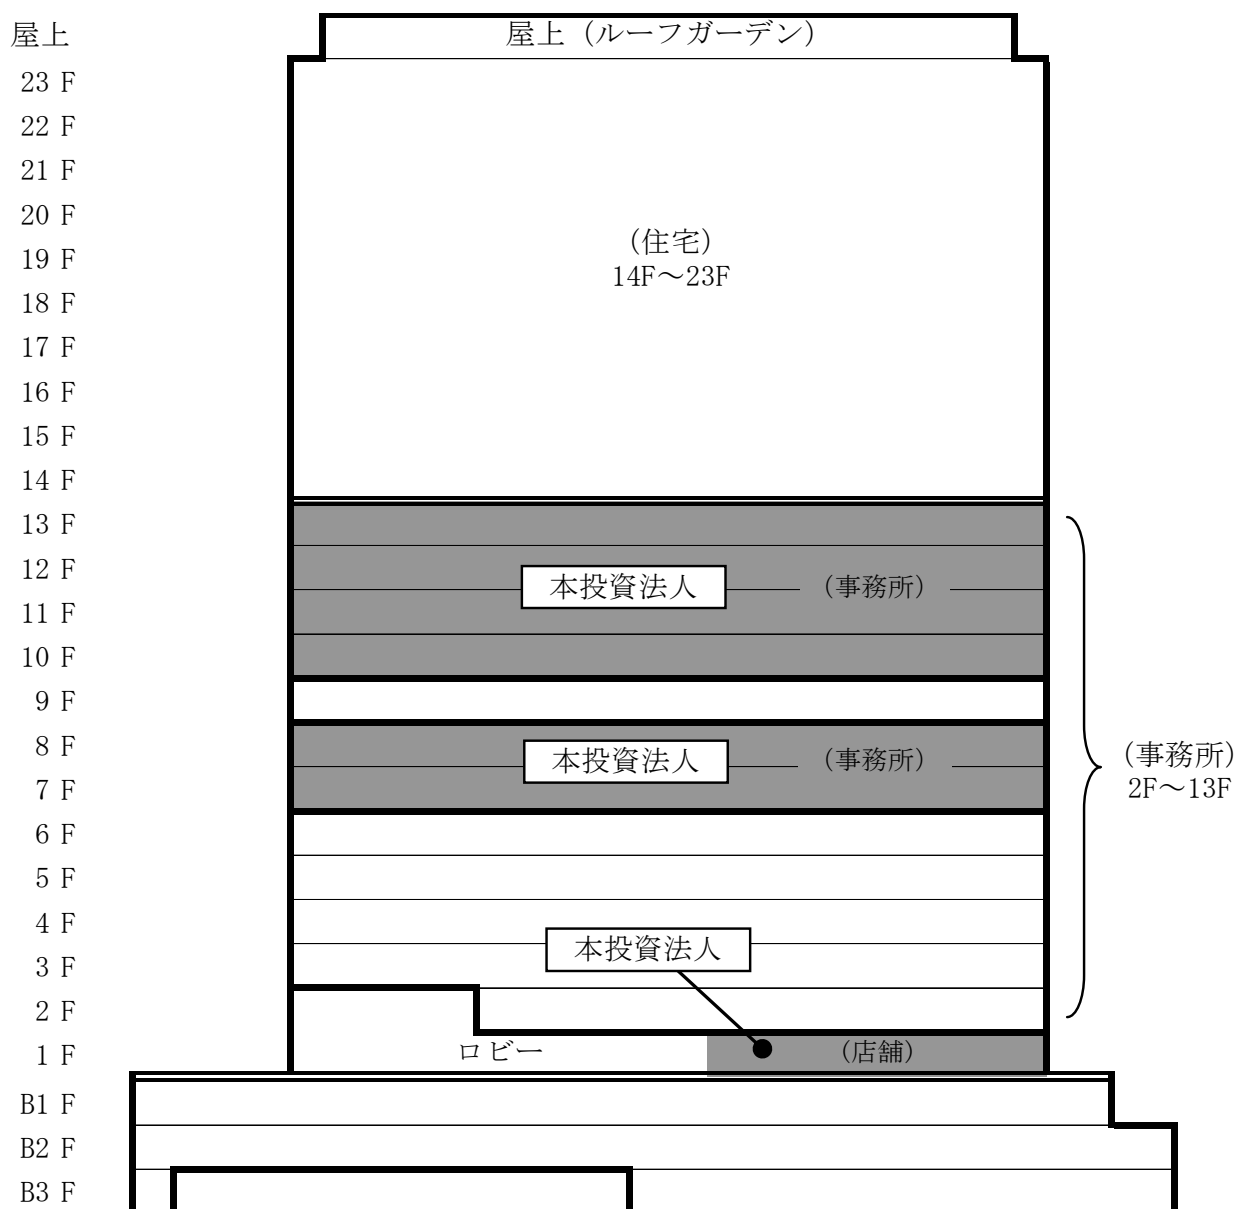 屋上
屋上（ルーフガーデン）
23 F
22 F
21 F
20 F
19 F
（住宅）
14F～23F
18 F
17 F
16 F
15 F
14 F
13 F
12 F
本投資法人
（事務所）
11 F
10 F
9 F
8 F
本投資法人
（事務所）
（事務所）
2F～13F
7 F
6 F
5 F
4 F
本投資法人
3 F
2 F
1 F
ロビー
（店舗）
B1 F
B2 F
B3 F